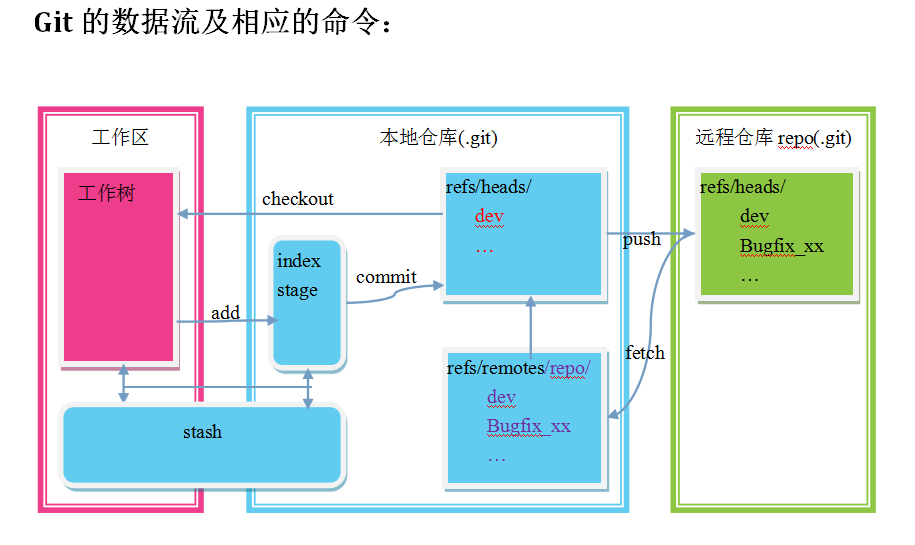 Git 的数据流及相应的命令：
工作区
本地仓库(.git)
远程仓库 repo(.git)
工作树
checkout
refs/heads/
dev
…
refs/heads/
dev
Bugfix_xx
…
push
index
stage
commit
add
fetch
refs/remotes/repo/
dev
Bugfix_xx
…
stash